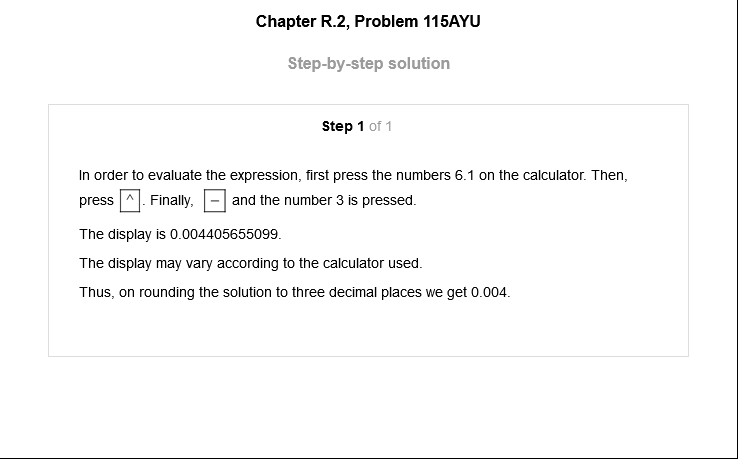 Chapter R.2, Problem 115AYU
Step-by-step solution
Step 1 of 1
In order to evaluate the expression, first press the numbers 6.1 on the calculator. Then,
press ^. Finally, − and the number 3 is pressed.
The display is 0.004405655099.
The display may vary according to the calculator used.
Thus, on rounding the solution to three decimal places we get 0.004.